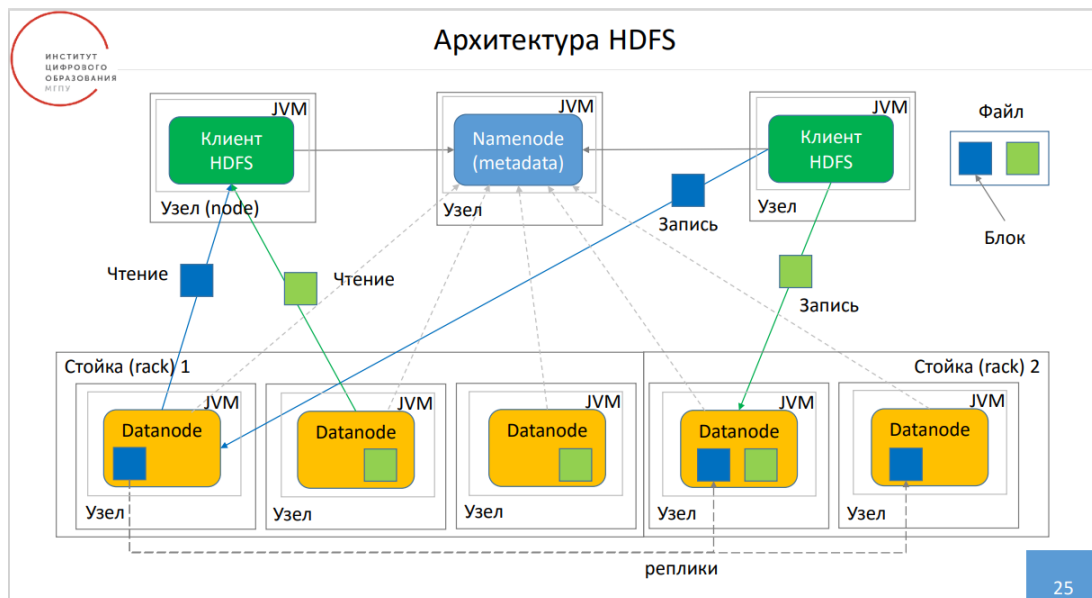 ИНСТИТУТ
ЦИФРОВОГО
ОБРАЗОВАНИЯ
МГПУ
Архитектура HDFS
JVM
Клиент
HDFS
Узел (node)
JVM
Namenode
(metadata)
Узел
JVM
Клиент
HDFS
Узел
Файл
Блок
Запись
Чтение
Чтение
Запись
Стойка (rack) 1
Стойка (rack) 2
JVM
Datanode
Узел
JVM
Datanode
Узел
JVM
Datanode
Узел
JVM
Datanode
Узел
JVM
Datanode
Узел
реплики
25